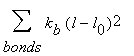 ∑ k_b (l – l_0)2
bonds